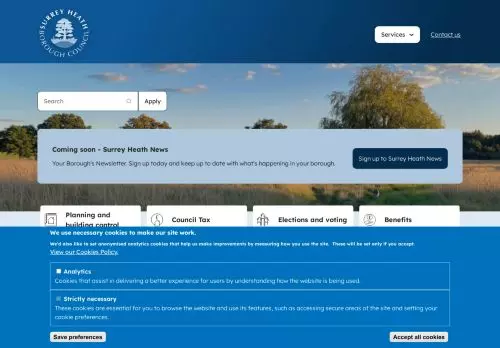 SURREY HEATH
BOROUGH COUNCIL
Services
Contact us
Search
Apply
Coming soon - Surrey Heath News
Your Borough's Newsletter. Sign up today and keep up to date with what's happening in your borough.
Sign up to Surrey Heath News
Planning and
building control
Council Tax
Elections and voting
Benefits
We use necessary cookies to make our site work.
We'd also like to set anonymised analytics cookies that help us make improvements by measuring how you use the site. These will be set only if you accept.
View our Cookies Policy.
Analytics
Cookies that assist in delivering a better experience for users by understanding how the website is being used.
Strictly necessary
These cookies are essential for you to browse the website and use its features, such as accessing secure areas of the site and setting your
cookie preferences.
Save preferences
Accept all cookies